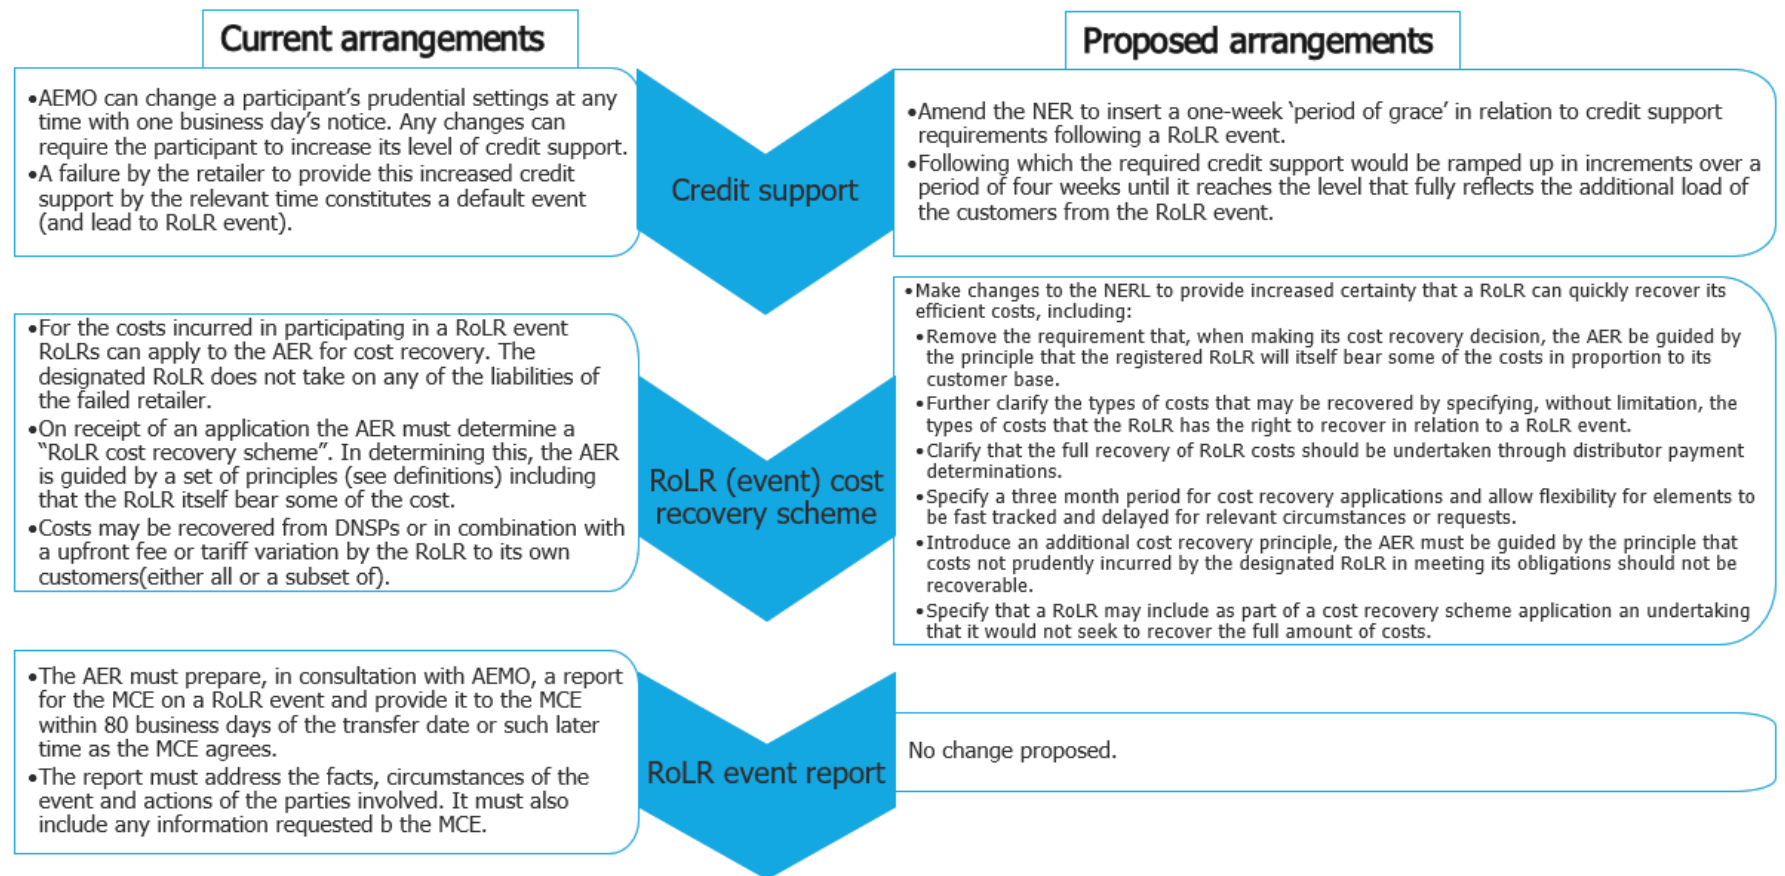 Current arrangements
Proposed arrangements
•AEMO can change a participant's prudential settings at any
time with one business day's notice. Any changes can
require the participant to increase its level of credit support.
•A failure by the retailer to provide this increased credit
support by the relevant time constitutes a default event
(and lead to RoLR event).
Credit support
•Amend the NER to insert a one-week 'period of grace' in relation to credit support
requirements following a RoLR event.
•Following which the required credit support would be ramped up in increments over a
period of four weeks until it reaches the level that fully reflects the additional load of
the customers from the RoLR event.
•For the costs incurred in participating in a RoLR event
RoLRs can apply to the AER for cost recovery. The
designated RoLR does not take on any of the liabilities of
the failed retailer.
•On receipt of an application the AER must determine a
"RoLR cost recovery scheme". In determining this, the AER
is guided by a set of principles (see definitions) including
that the RoLR itself bear some of the cost.
•Costs may be recovered from DNSPs or in combination with
a upfront fee or tariff variation by the RoLR to its own
customers(either all or a subset of).
RoLR (event) cost
recovery scheme
•Make changes to the NERL to provide increased certainty that a RoLR can quickly recover its
efficient costs, including:
•Remove the requirement that, when making its cost recovery decision, the AER be guided by
the principle that the registered RoLR will itself bear some of the costs in proportion to its
customer base.
•Further clarify the types of costs that may be recovered by specifying, without limitation, the
types of costs that the RoLR has the right to recover in relation to a RoLR event.
•Clarify that the full recovery of RoLR costs should be undertaken through distributor payment
determinations.
•Specify a three month period for cost recovery applications and allow flexibility for elements to
be fast tracked and delayed for relevant circumstances or requests.
•Introduce an additional cost recovery principle, the AER must be guided by the principle that
costs not prudently incurred by the designated RoLR in meeting its obligations should not be
recoverable.
•Specify that a RoLR may include as part of a cost recovery scheme application an undertaking
that it would not seek to recover the full amount of costs.
•The AER must prepare, in consultation with AEMO, a report
for the MCE on a RoLR event and provide it to the MCE
within 80 business days of the transfer date or such later
time as the MCE agrees.
•The report must address the facts, circumstances of the
event and actions of the parties involved. It must also
include any information requested b the MCE.
RoLR event report
No change proposed.